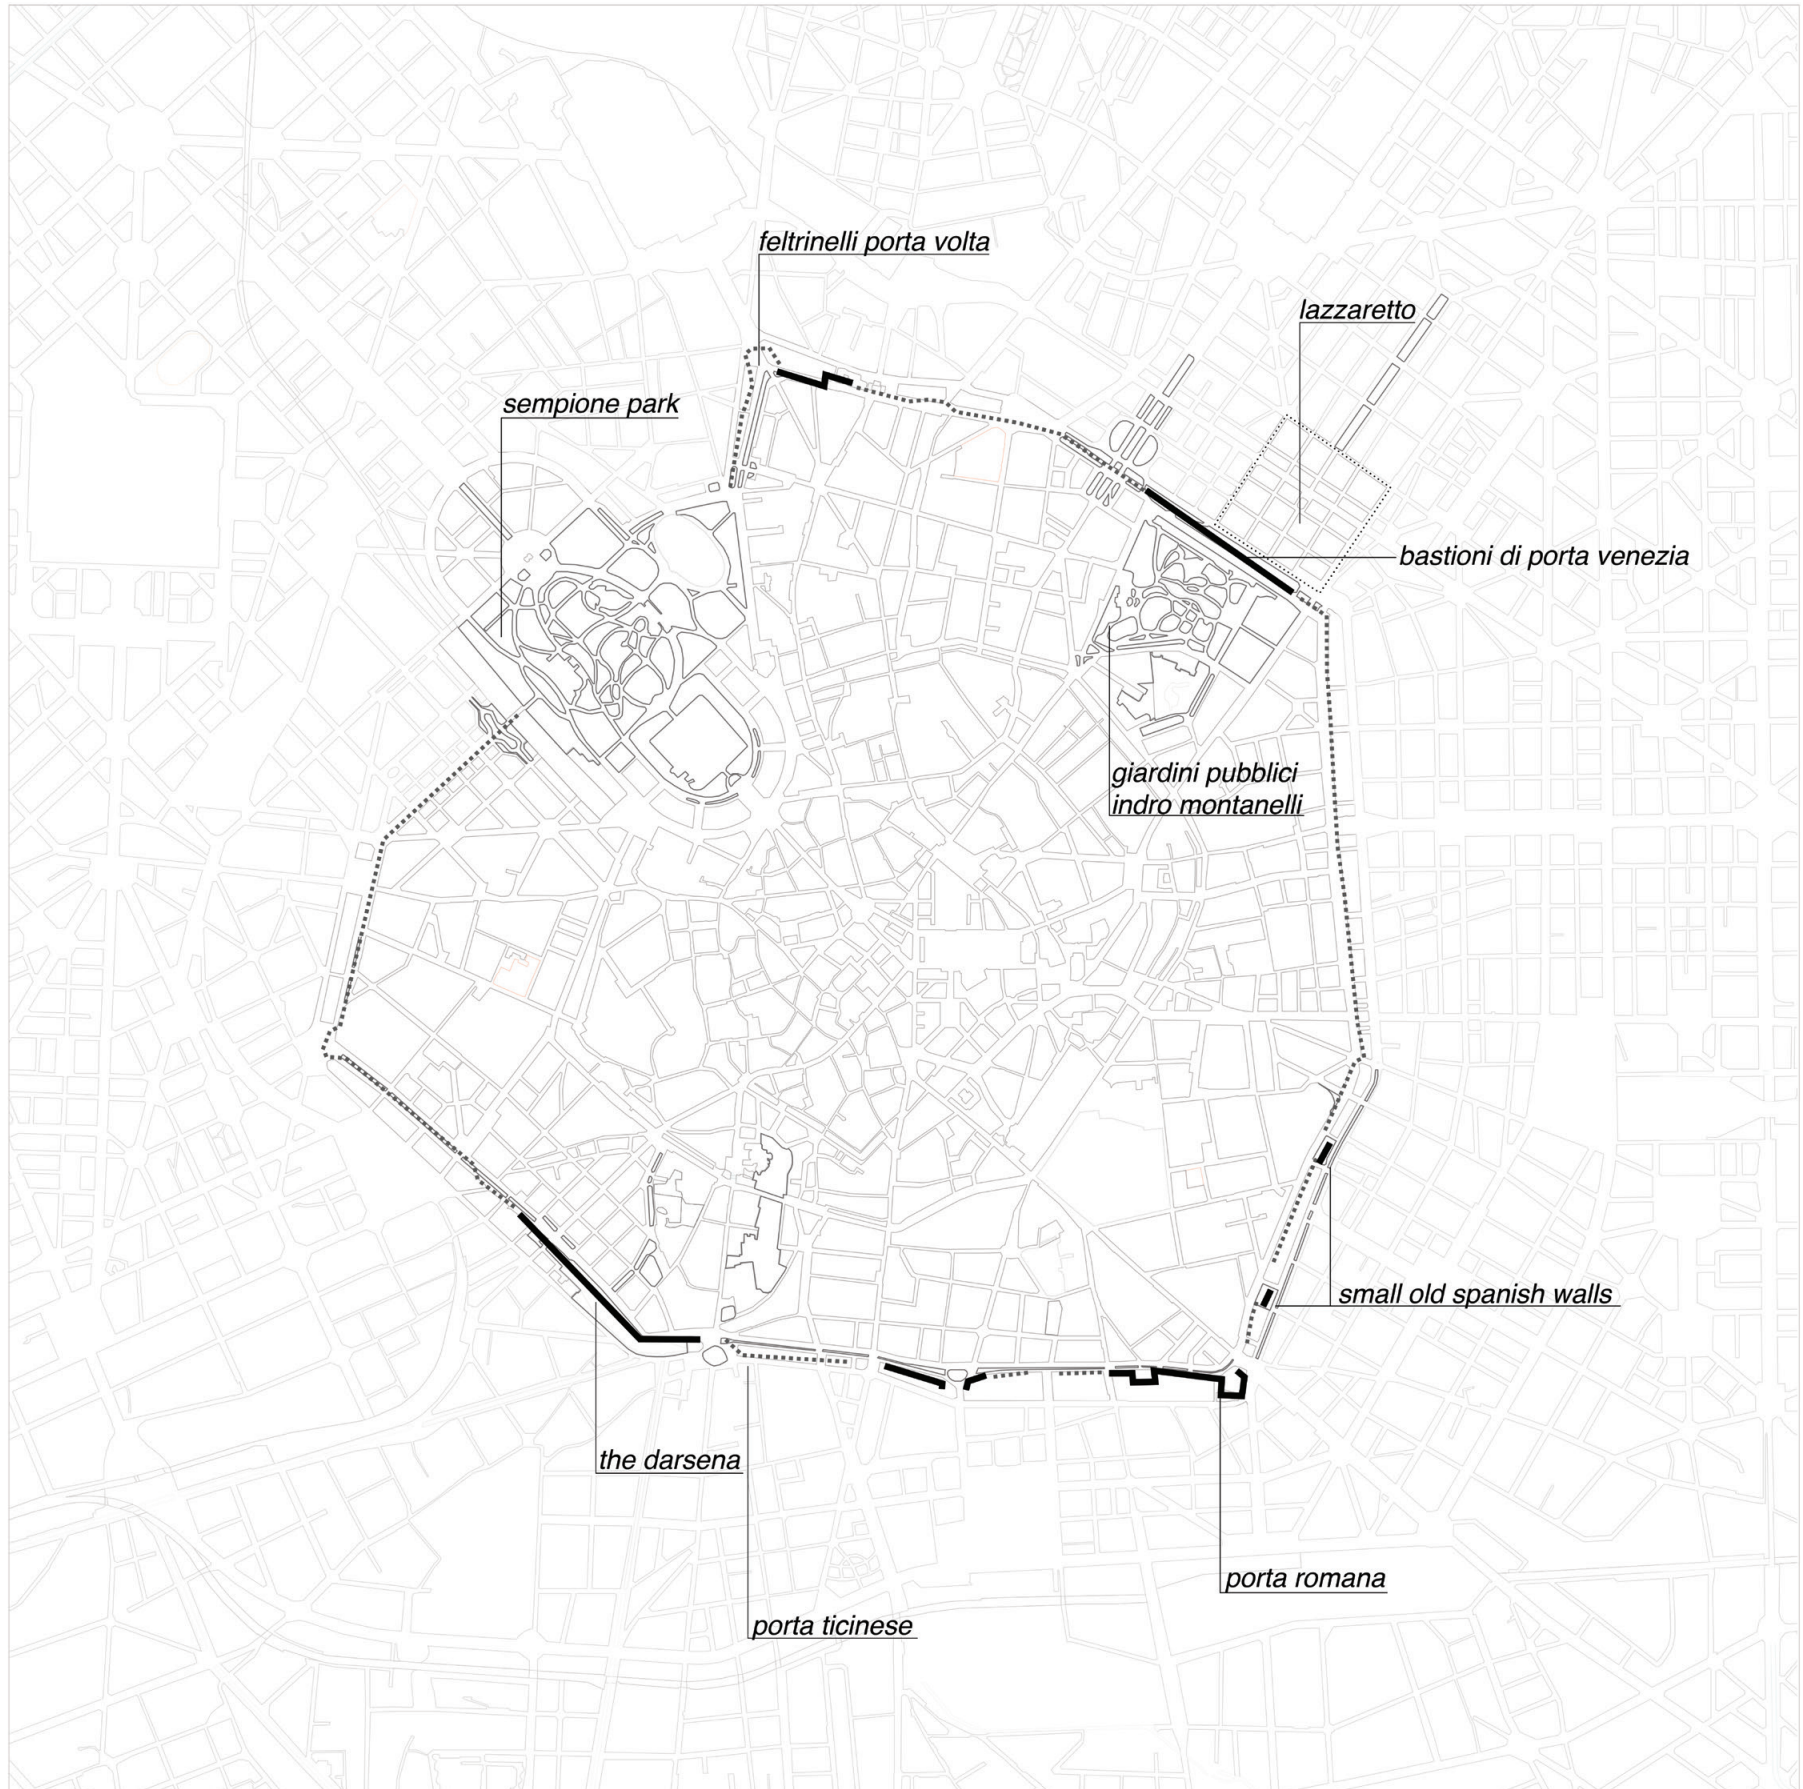 feltrinelli porta volta
lazzaretto
sempione park
bastioni di porta venezia
giardini pubblici
indro montanelli
small old spanish walls
the darsena
porta romana
porta ticinese